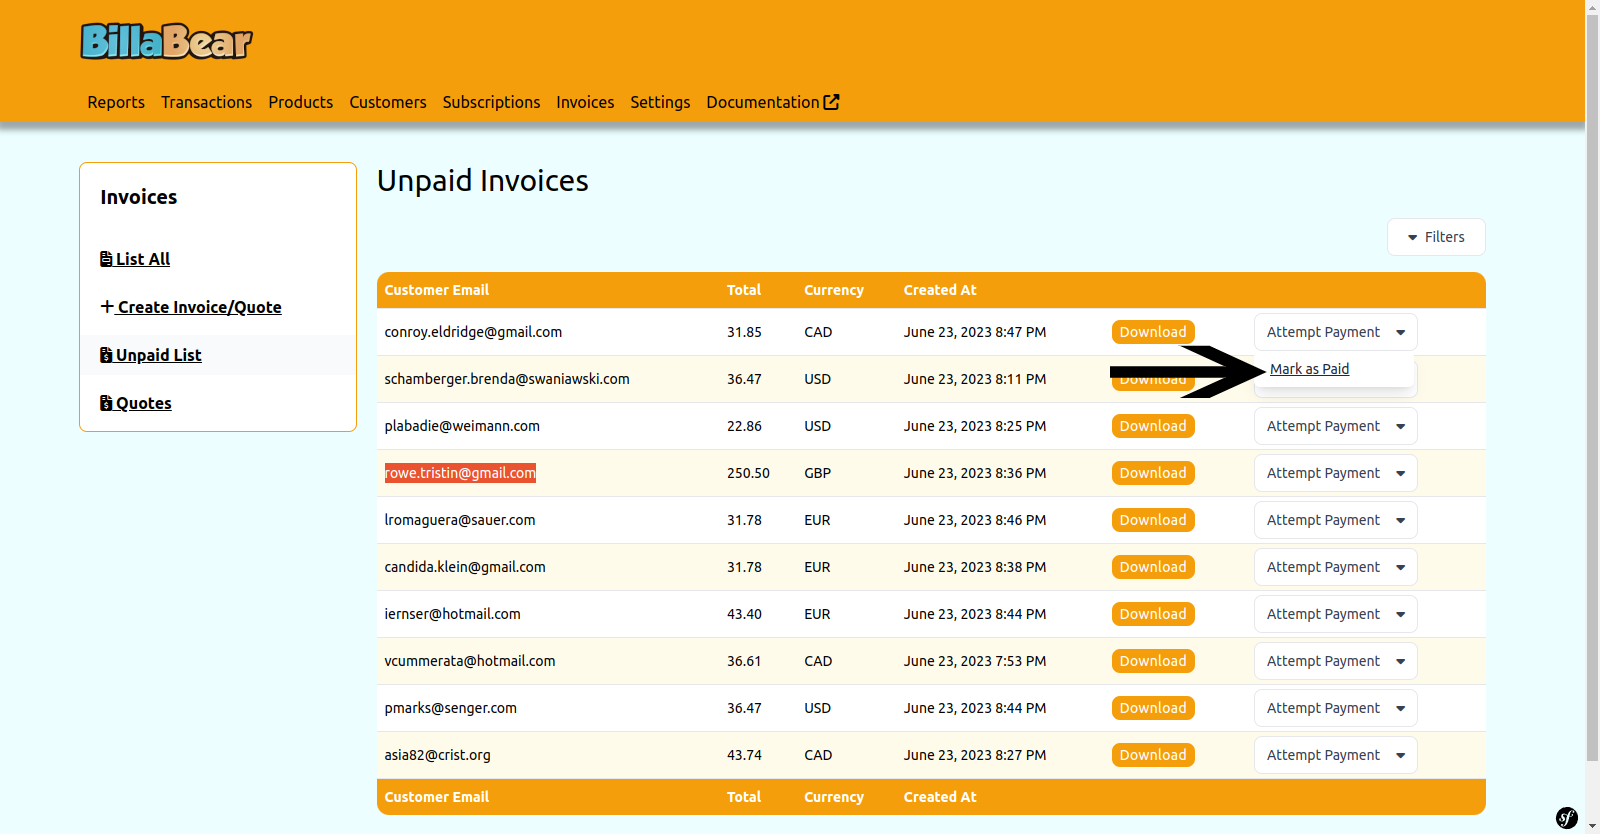 BillaBear
Reports Transactions Products Customers Subscriptions Invoices Settings Documentation
Invoices
List All
Create Invoice/Quote
Unpaid List
Quotes
Unpaid Invoices
Filters
Customer Email Total Currency Created At
conroy.eldridge@gmail.com 31.85 CAD June 23, 2023 8:47 PM Download Attempt Payment
Mark as Paid
schamberger.brenda@swaniawski.com 36.47 USD June 23, 2023 8:11 PM Download
plabadie@weimann.com 22.86 USD June 23, 2023 8:25 PM Download Attempt Payment
rowe.tristin@gmail.com 250.50 GBP June 23, 2023 8:36 PM Download Attempt Payment
lromaguera@sauer.com 31.78 EUR June 23, 2023 8:46 PM Download Attempt Payment
candida.klein@gmail.com 31.78 EUR June 23, 2023 8:38 PM Download Attempt Payment
iernser@hotmail.com 43.40 EUR June 23, 2023 8:44 PM Download Attempt Payment
vcummerata@hotmail.com 36.61 CAD June 23, 2023 7:53 PM Download Attempt Payment
pmarks@senger.com 36.47 USD June 23, 2023 8:44 PM Download Attempt Payment
asia82@crist.org 43.74 CAD June 23, 2023 8:27 PM Download Attempt Payment
Customer Email Total Currency Created At
sf